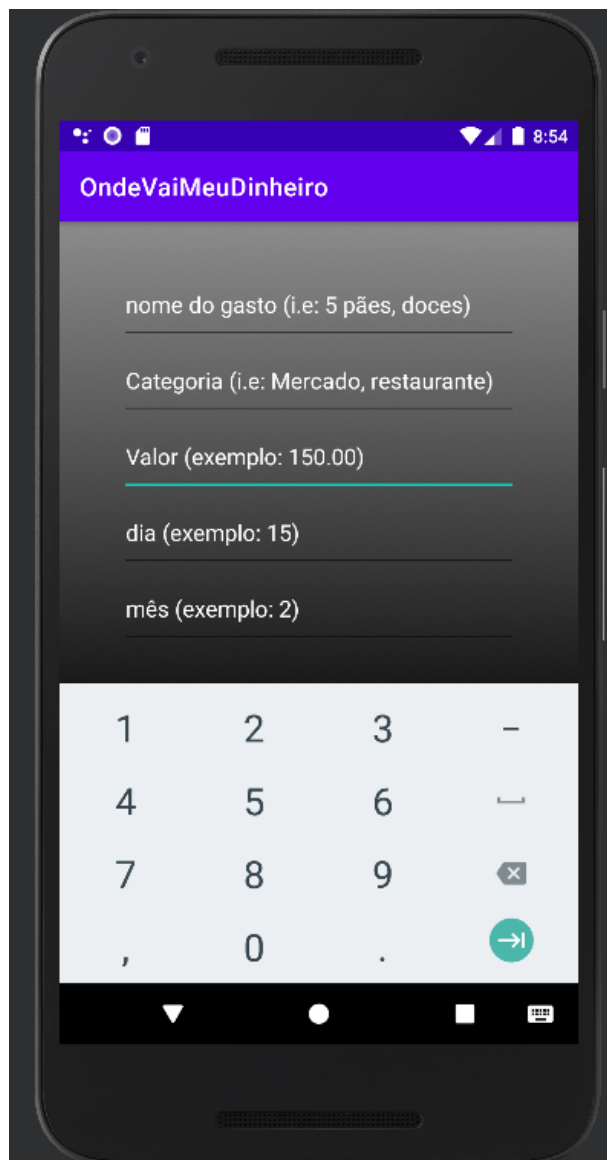 8:54
OndeVaiMeuDinheiro
nome do gasto (i.e: 5 pães, doces)
Categoria (i.e: Mercado, restaurante)
Valor (exemplo: 150.00)
dia (exemplo: 15)
mês (exemplo: 2)
1 2 3 –
4 5 6
7 8 9
, 0 .